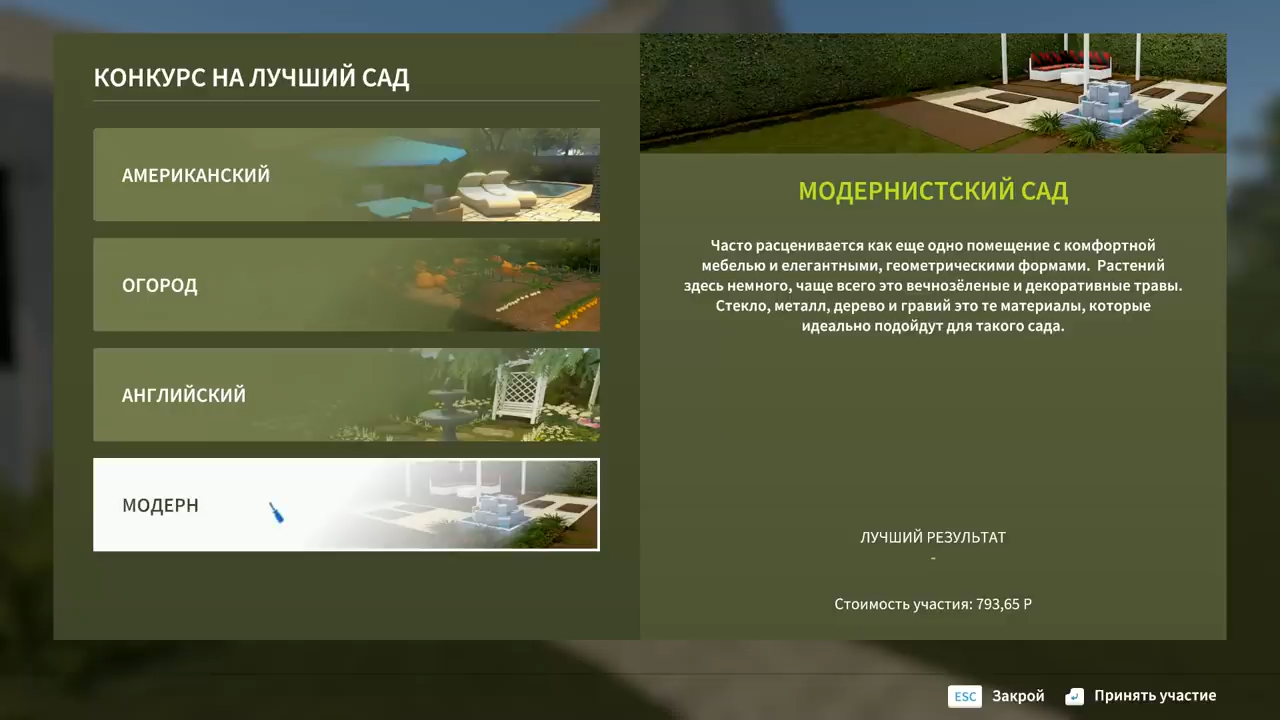 КОНКУРС НА ЛУЧШИЙ САД
АМЕРИКАНСКИЙ
ОГОРОД
АНГЛИЙСКИЙ
МОДЕРН
МОДЕРНИСТСКИЙ САД
Часто расценивается как еще одно помещение с комфортной
мебелью и елегантными, геометрическими формами. Растений
здесь немного, чаще всего это вечнозёленые и декоративные травы.
Стекло, металл, дерево и гравий это те материалы, которые
идеально подойдут для такого сада.
ЛУЧШИЙ РЕЗУЛЬТАТ
-
Стоимость участия: 793,65 Р
ESC Закрой Принять участие